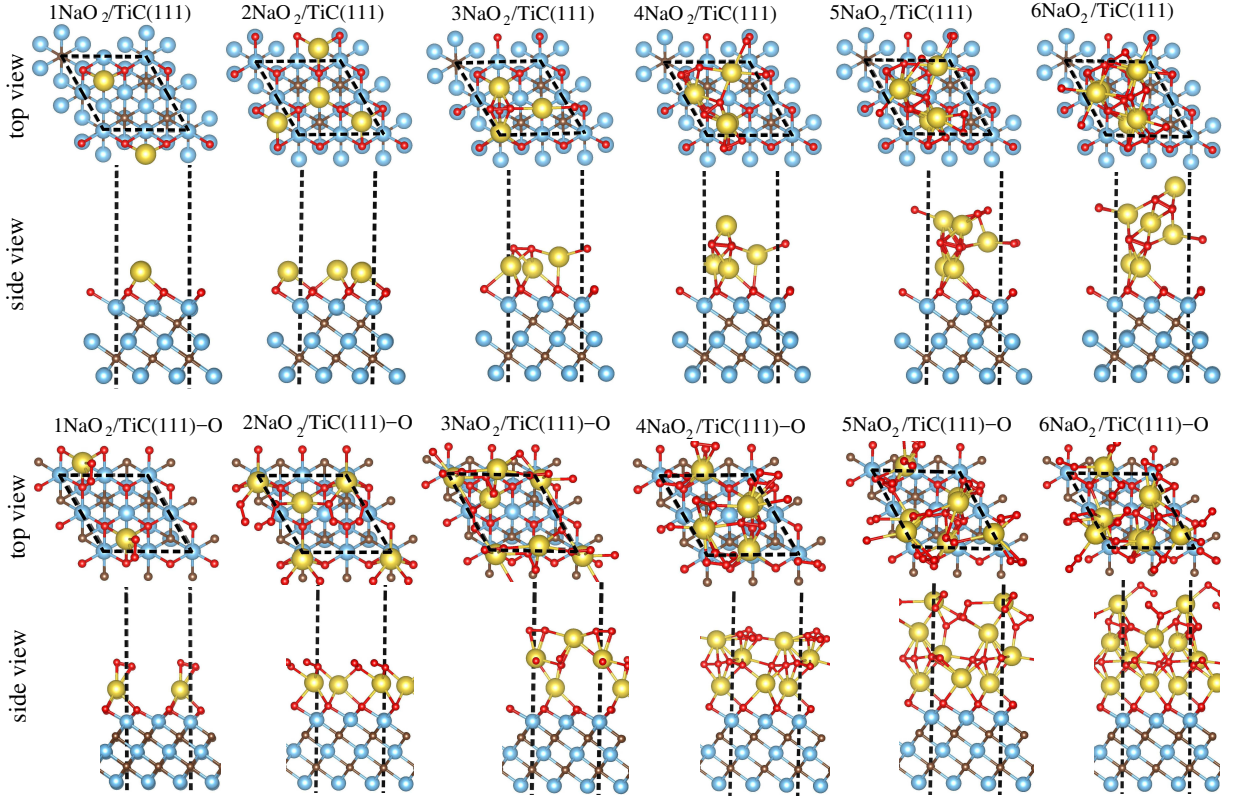 1NaO₂/TiC(111) 2NaO₂/TiC(111) 3NaO₂/TiC(111) 4NaO₂/TiC(111) 5NaO₂/TiC(111) 6NaO₂/TiC(111)
top view
side view
1NaO₂/TiC(111)−O 2NaO₂/TiC(111)−O 3NaO₂/TiC(111)−O 4NaO₂/TiC(111)−O 5NaO₂/TiC(111)−O 6NaO₂/TiC(111)−O
top view
side view